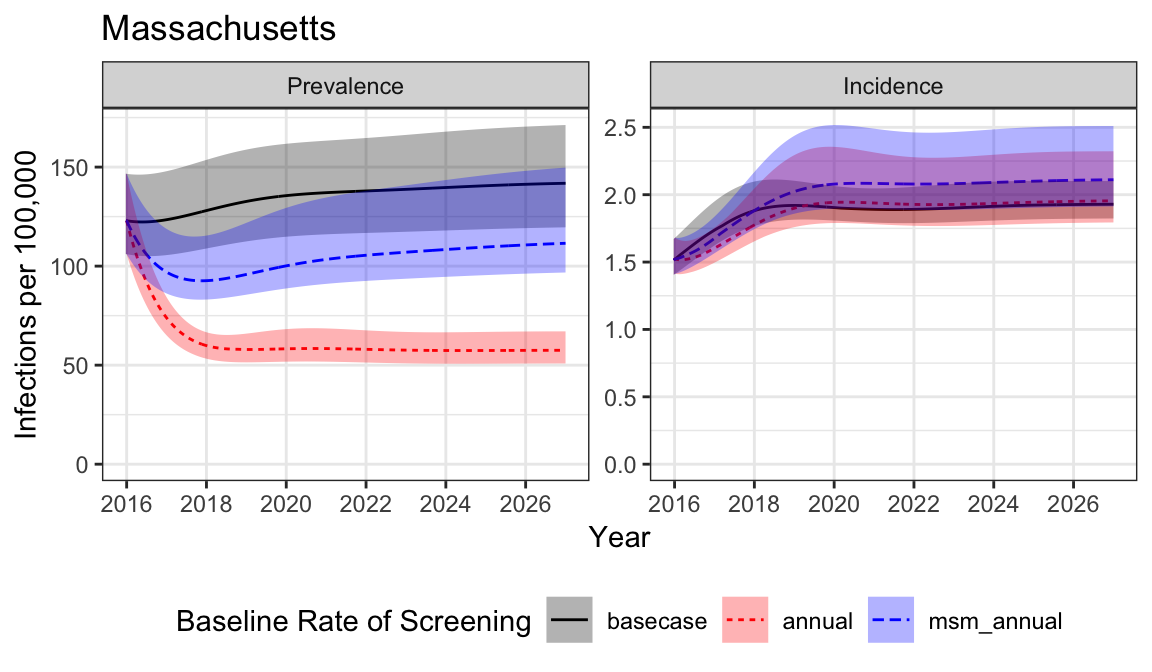 Massachusetts
Prevalence
Incidence
Infections per 100,000
150
100
50
0
2.5
2.0
1.5
1.0
0.5
0.0
2016 2018 2020 2022 2024 2026
2016 2018 2020 2022 2024 2026
Year
Baseline Rate of Screening basecase annual msm_annual